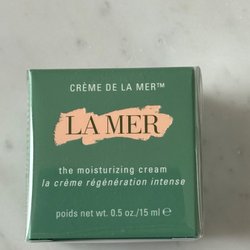 CRÈME DE LA MER™
LA MER
the moisturizing cream
la crème régénération intense
poids net wt. 0.5 oz./15 ml ℮